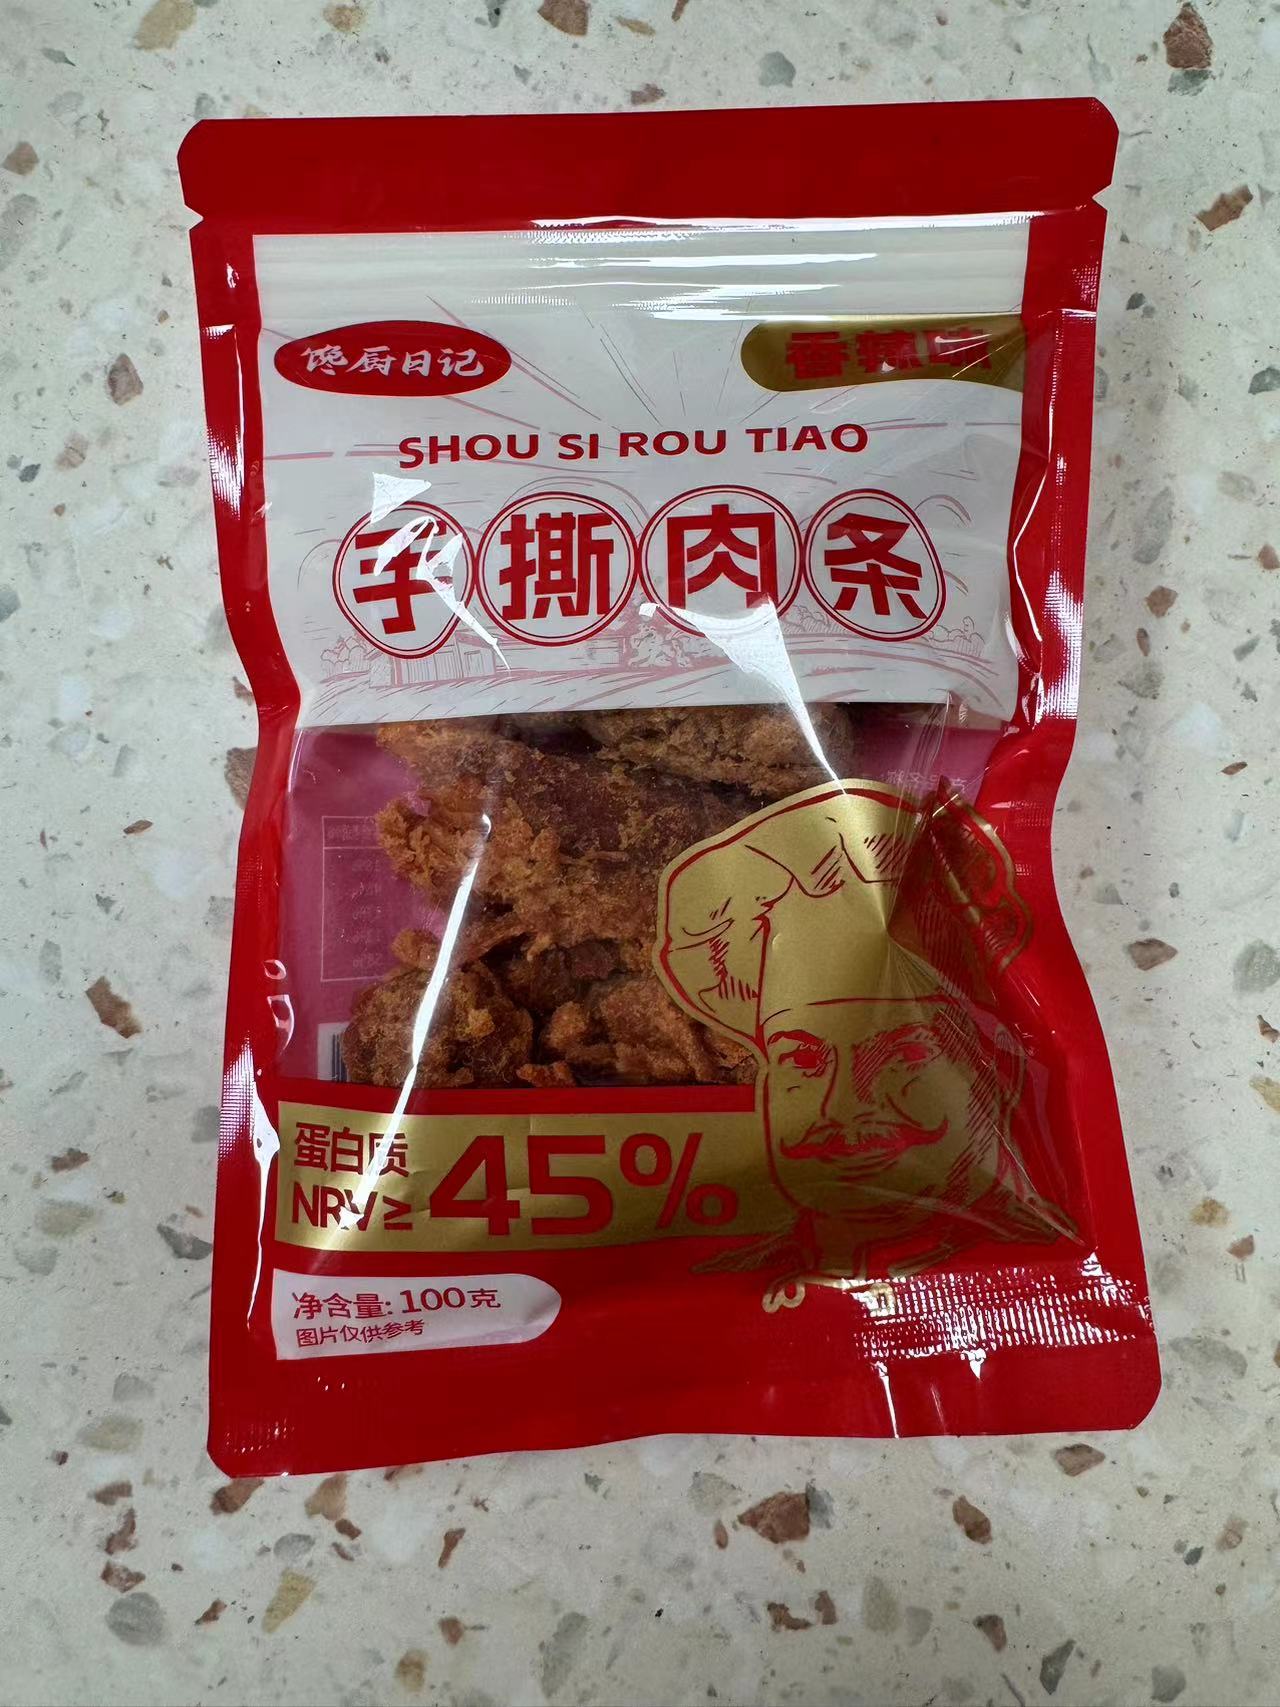 馋厨日记
香辣味
SHOU SI ROU TIAO
手撕肉条
蛋白质
NRV≥45%
净含量: 100克
图片仅供参考